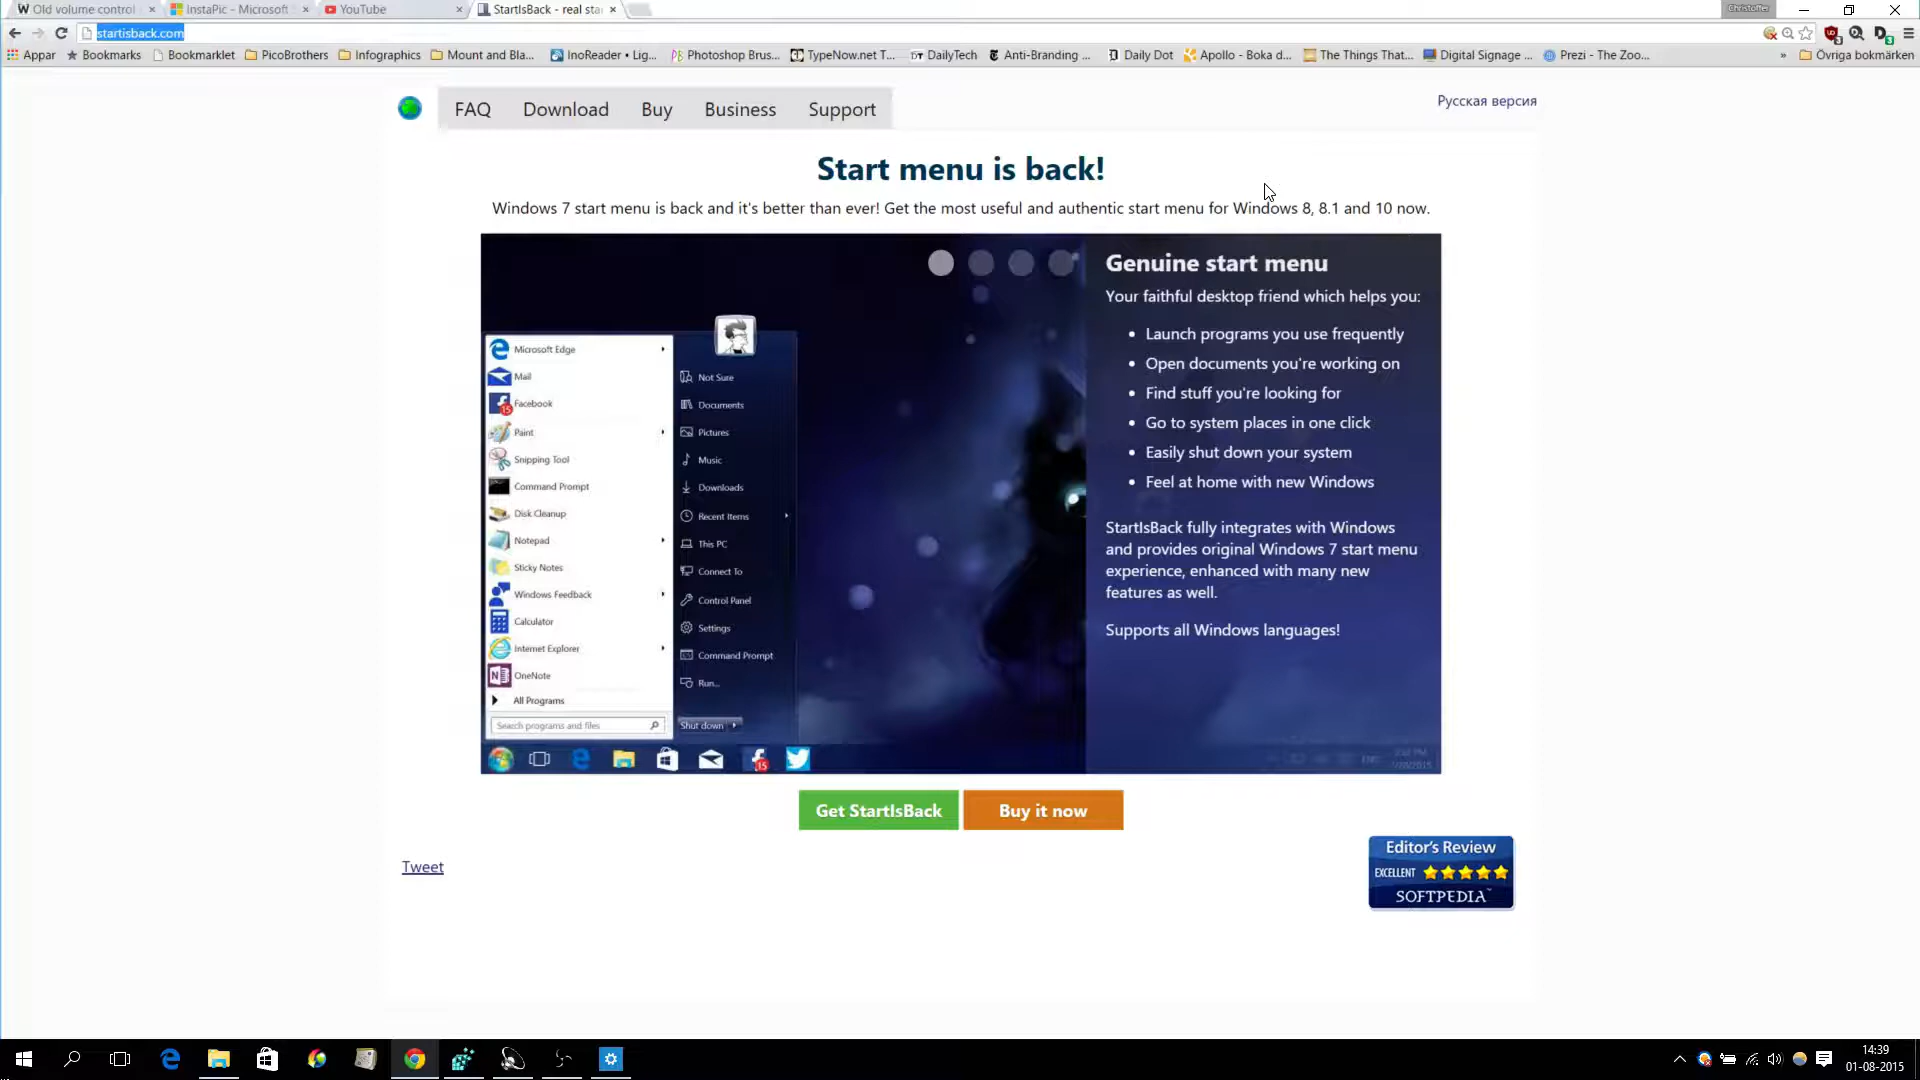 Old volume control
InstaPic - Microsoft
YouTube
StartIsBack - real sta
Christoffer
startisback.com
Appar
Bookmarks
Bookmarklet
PicoBrothers
Infographics
Mount and Bla...
InoReader • Lig...
Photoshop Brus...
TypeNow.net T...
DailyTech
Anti-Branding ...
Daily Dot
Apollo - Boka d...
The Things That...
Digital Signage ...
Prezi - The Zoo...
»
Övriga bokmärken
FAQ
Download
Buy
Business
Support
Русская версия
Start menu is back!
Windows 7 start menu is back and it's better than ever! Get the most useful and authentic start menu for Windows 8, 8.1 and 10 now.
Microsoft Edge
Mail
Facebook
15
Paint
Snipping Tool
Command Prompt
Disk Cleanup
Notepad
Sticky Notes
Windows Feedback
Calculator
Internet Explorer
OneNote
All Programs
Search programs and files
Not Sure
Documents
Pictures
Music
Downloads
Recent Items
This PC
Connect To
Control Panel
Settings
Command Prompt
Run...
Shut down
15
Genuine start menu
Your faithful desktop friend which helps you:
• Launch programs you use frequently
• Open documents you're working on
• Find stuff you're looking for
• Go to system places in one click
• Easily shut down your system
• Feel at home with new Windows
StartIsBack fully integrates with Windows
and provides original Windows 7 start menu
experience, enhanced with many new
features as well.
Supports all Windows languages!
ENG
Get StartIsBack
Buy it now
Tweet
Editor's Review
EXCELLENT
SOFTPEDIA
14:39
01-08-2015